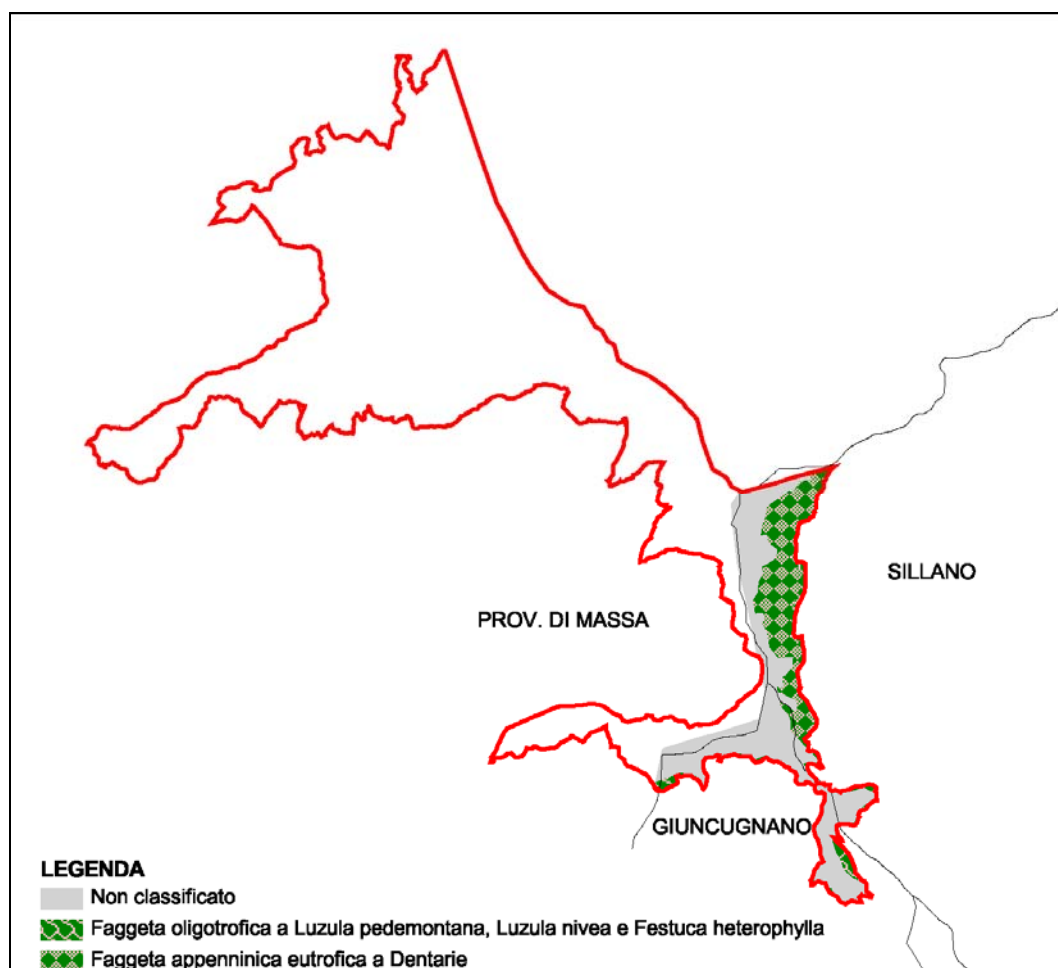 SILLANO
PROV. DI MASSA
GIUNCUGNANO
LEGENDA
Non classificato
Faggeta oligotrofica a Luzula pedemontana, Luzula nivea e Festuca heterophylla
Faggeta appenninica eutrofica a Dentarie